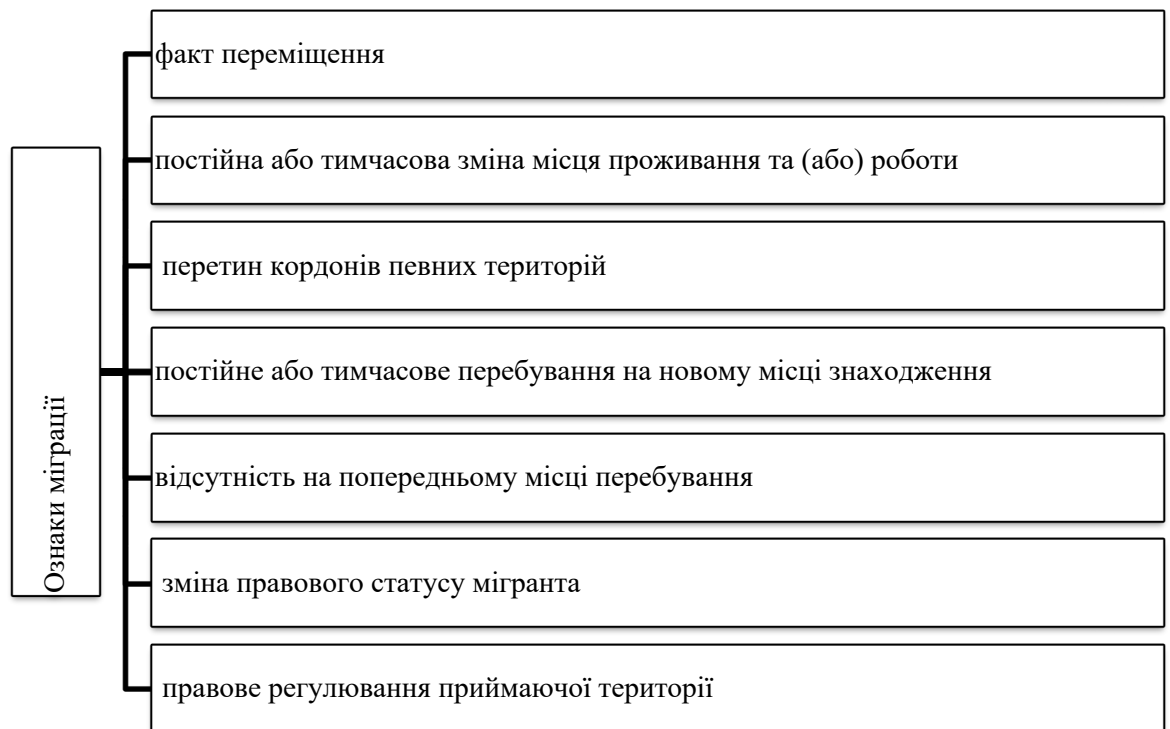 Ознаки міграції
факт переміщення
постійна або тимчасова зміна місця проживання та (або) роботи
перетин кордонів певних територій
постійне або тимчасове перебування на новому місці знаходження
відсутність на попередньому місці перебування
зміна правового статусу мігранта
правове регулювання приймаючої території